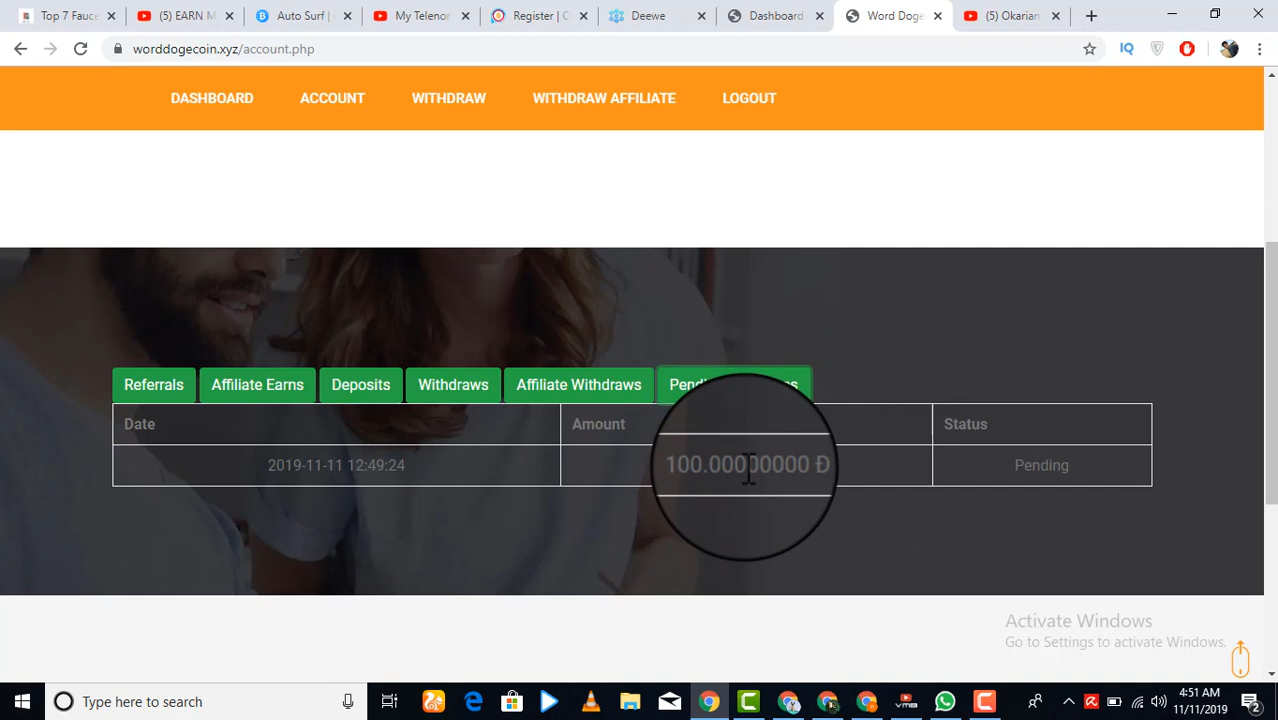 Top 7 Fauce
(5) EARN M
Auto Surf | C
My Telenor
Register | C
Deewe
Dashboard
Word Doge
(5) Okarian
worddogecoin.xyz/account.php
IQ
DASHBOARD ACCOUNT WITHDRAW WITHDRAW AFFILIATE LOGOUT
Referrals Affiliate Earns Deposits Withdraws Affiliate Withdraws
Date Amount Status
2019-11-11 12:49:24 100.00000000 Đ Pending
Activate Windows
Go to Settings to activate Windows.
Type here to search
4:51 AM
11/11/2019
2